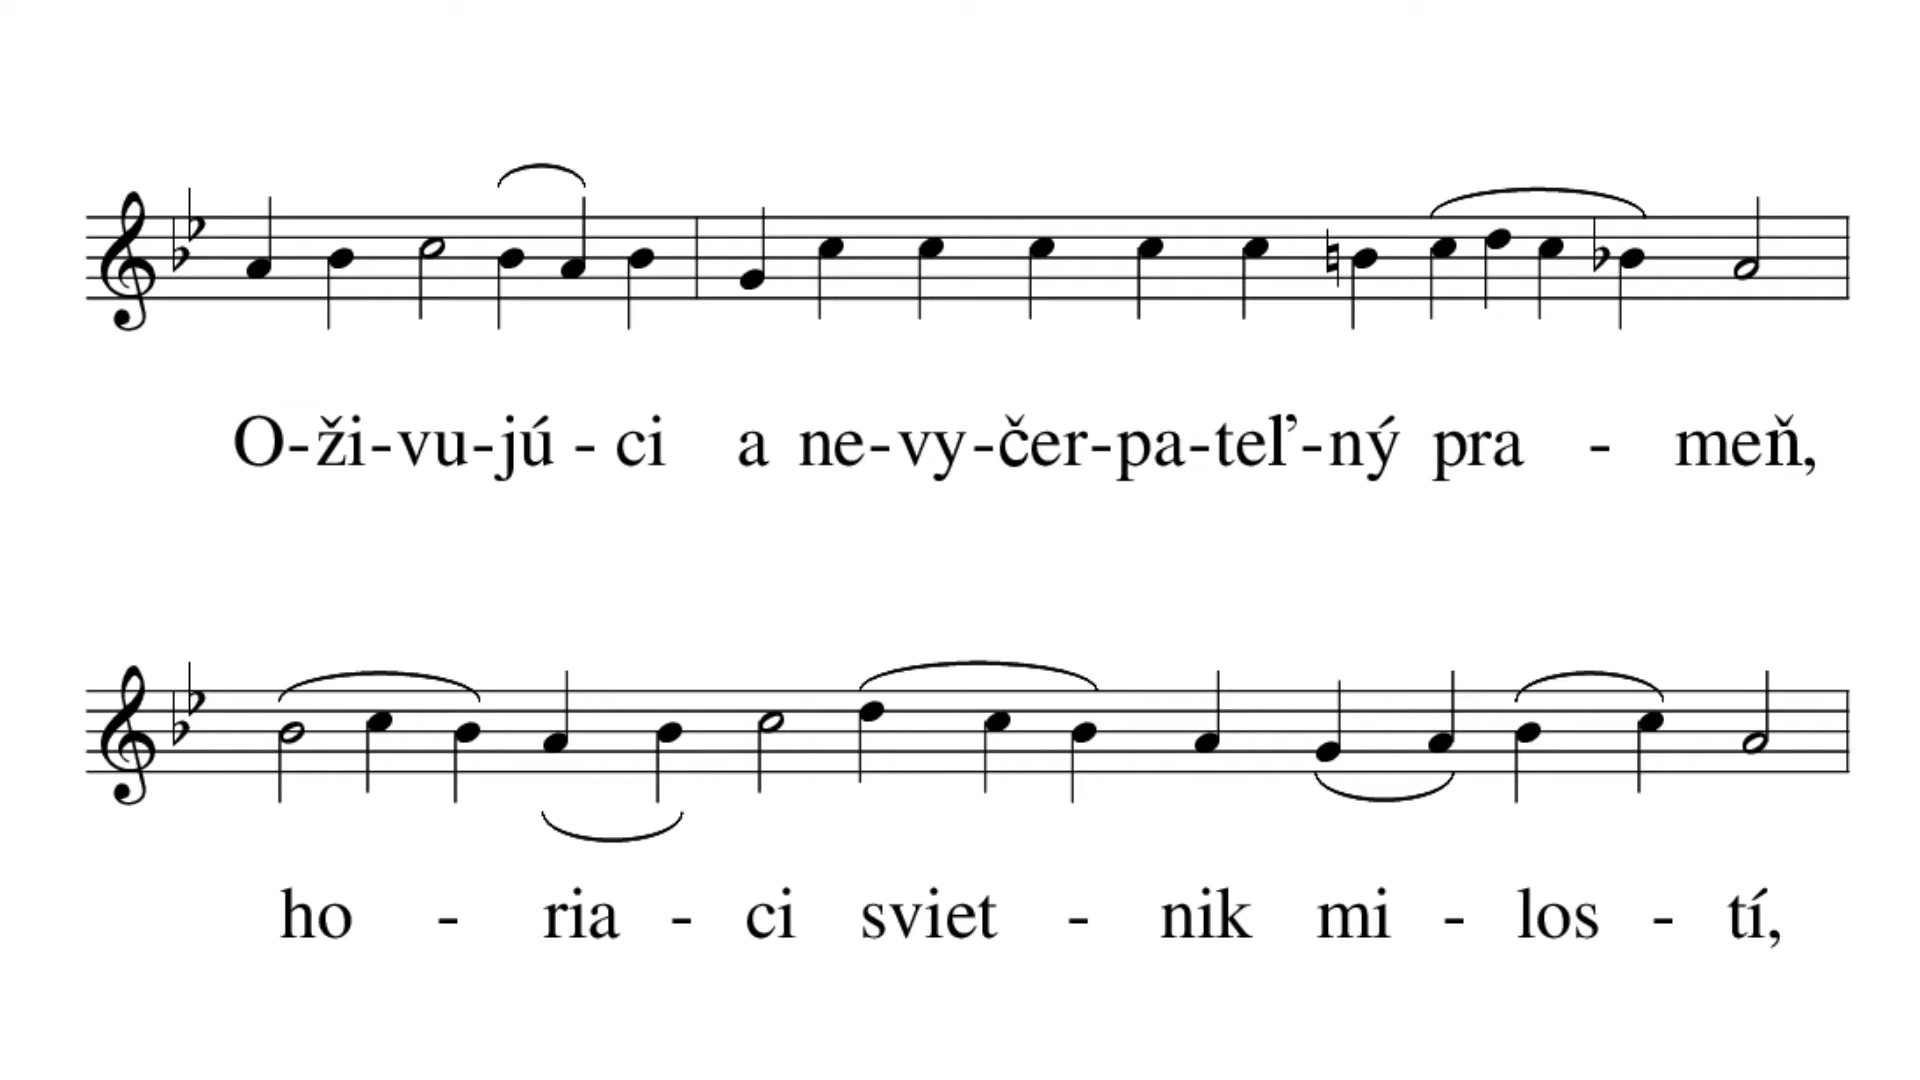 O-ži-vu-jú - ci a ne-vy-čer-pa-teľ-ný pra - meň,
ho - ria - ci sviet - nik mi - los - tí,